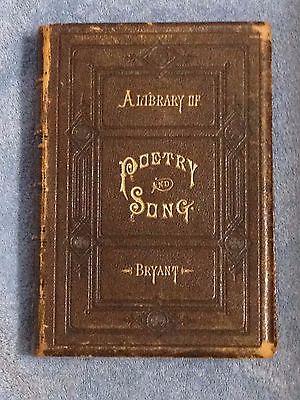 A LIBRARY OF
POETRY
AND
SONG
BRYANT